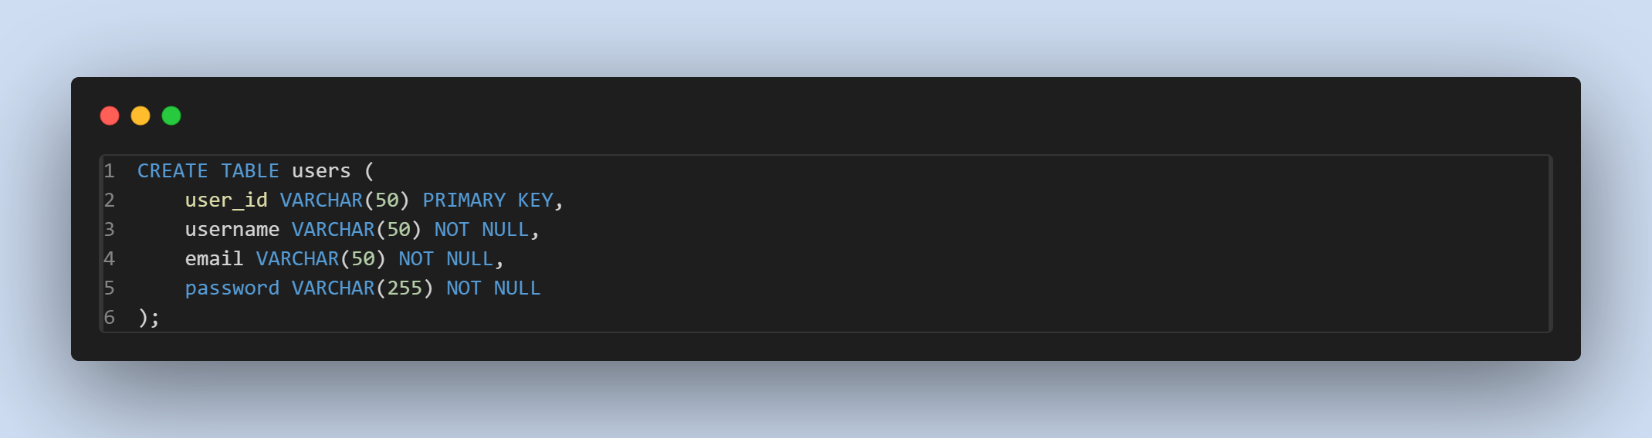 1 CREATE TABLE users (
2     user_id VARCHAR(50) PRIMARY KEY,
3     username VARCHAR(50) NOT NULL,
4     email VARCHAR(50) NOT NULL,
5     password VARCHAR(255) NOT NULL
6 );